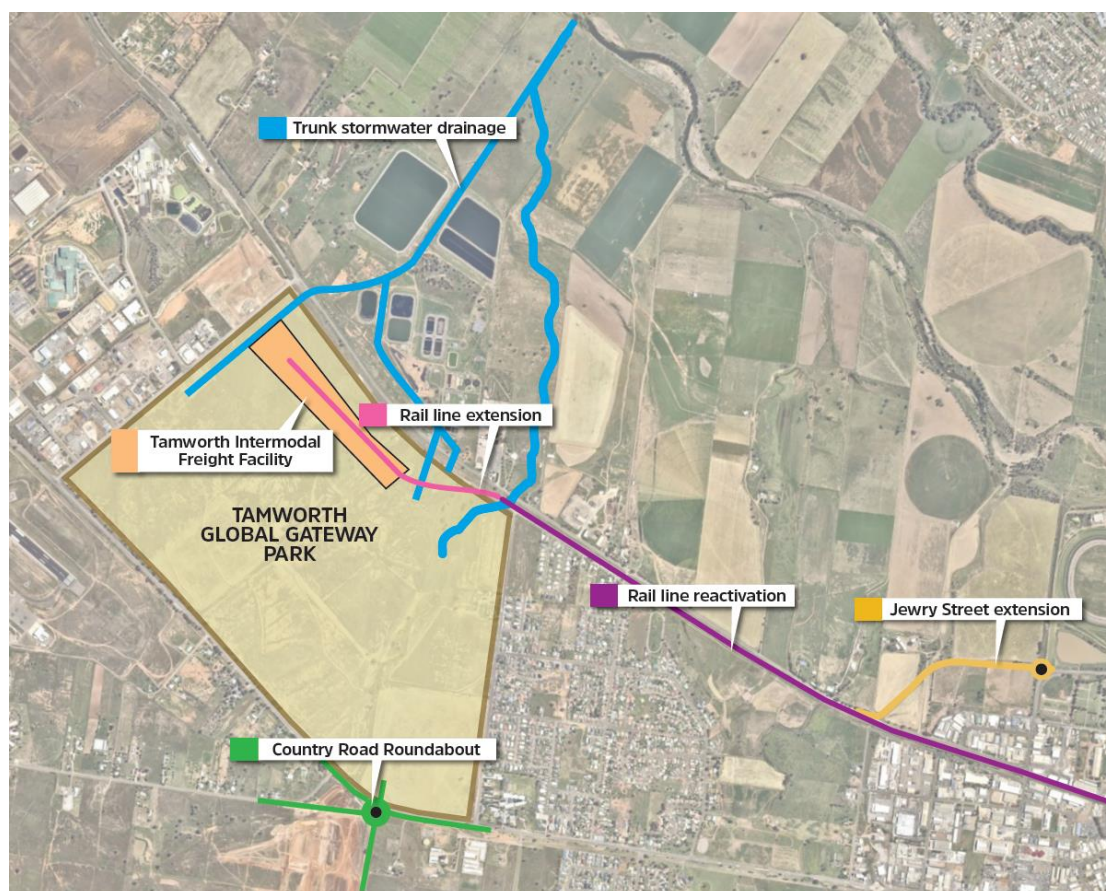 Trunk stormwater drainage
Rail line extension
Tamworth Intermodal
Freight Facility
TAMWORTH
GLOBAL GATEWAY
PARK
Rail line reactivation
Jewry Street extension
Country Road Roundabout